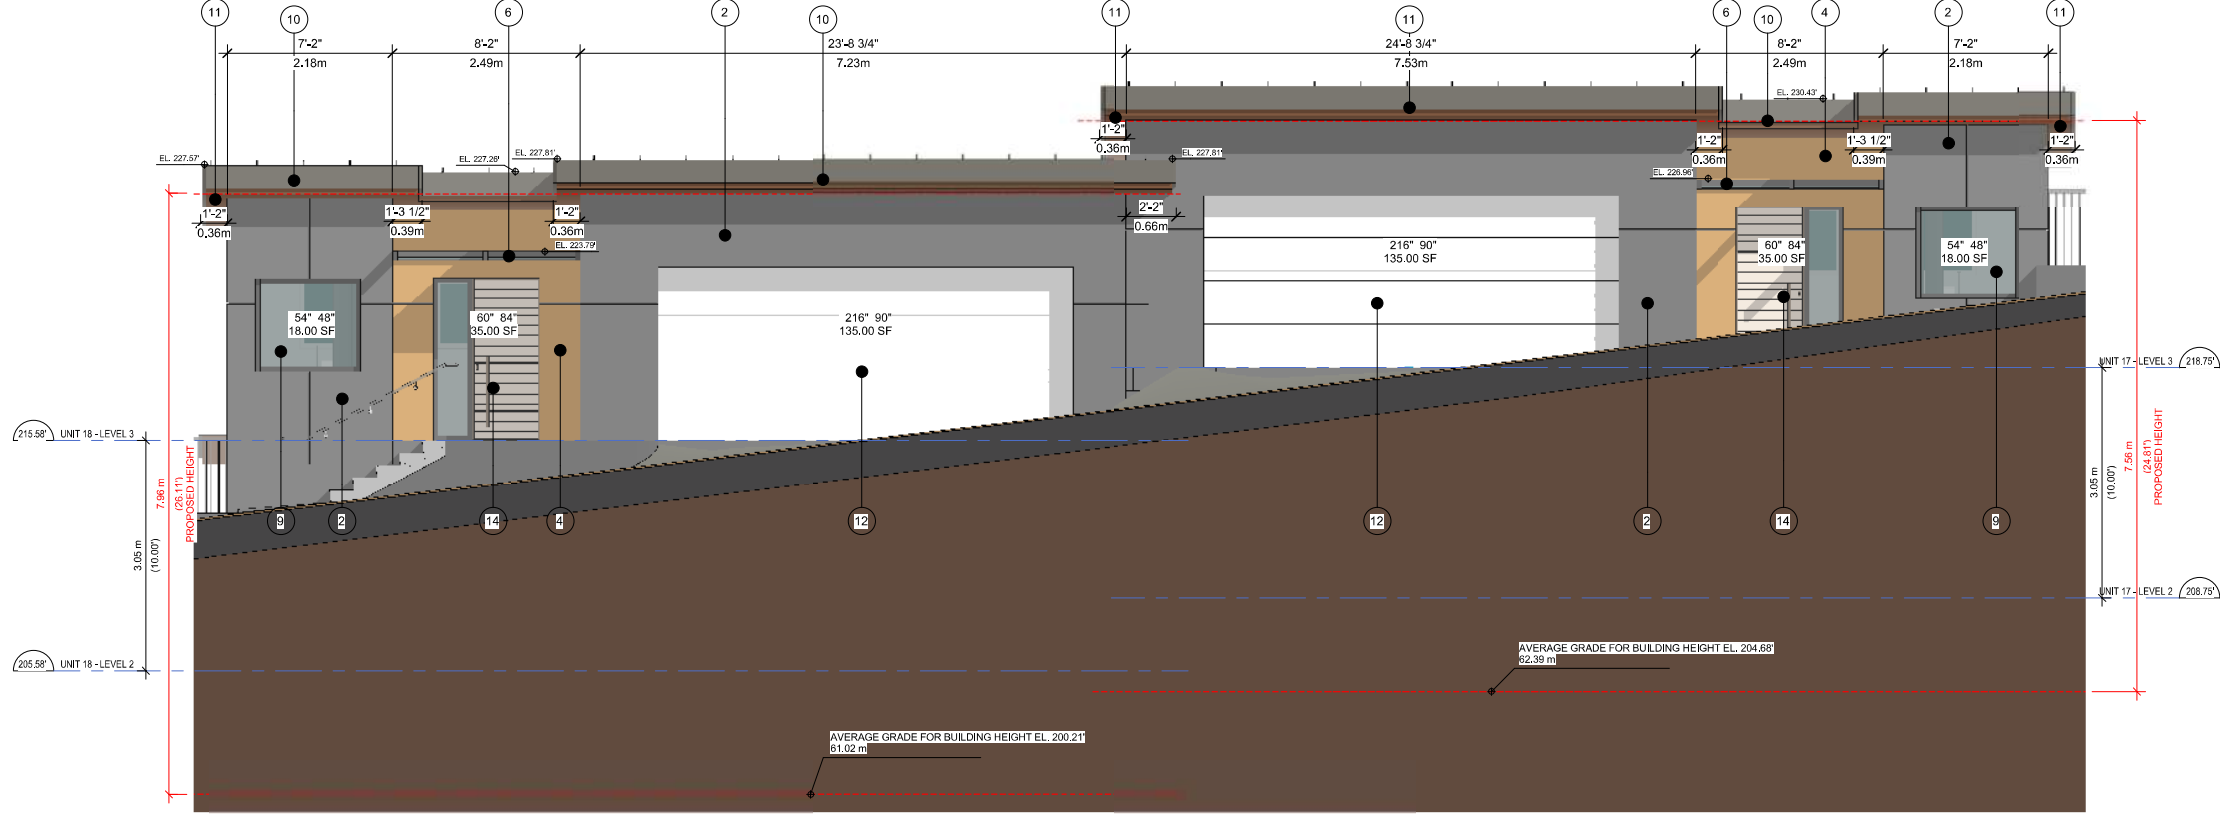 11
10
6
2
10
11
11
6
10
4
2
11
7'-2"
8'-2"
23'-8 3/4"
24'-8 3/4"
8'-2"
7'-2"
2.18m
2.49m
7.23m
7.53m
2.49m
2.18m
EL. 230.43'
1'-2"
0.36m
1'-2"
0.36m
1'-3 1/2"
0.39m
1'-2"
0.36m
EL. 227.57'
EL. 227.26'
EL. 227.81'
EL. 227.81'
EL. 226.96'
1'-2"
0.36m
1'-3 1/2"
0.39m
1'-2"
0.36m
2'-2"
0.66m
EL. 223.79'
216" 90"
135.00 SF
60" 84"
35.00 SF
54" 48"
18.00 SF
54" 48"
18.00 SF
60" 84"
35.00 SF
216" 90"
135.00 SF
UNIT 17 - LEVEL 3
218.75'
215.58'
UNIT 18 - LEVEL 3
7.96 m
(26.11')
PROPOSED HEIGHT
7.56 m
(24.81')
PROPOSED HEIGHT
3.05 m
(10.00')
3.05 m
(10.00')
9
2
14
4
12
12
2
14
9
UNIT 17 - LEVEL 2
208.75'
205.58'
UNIT 18 - LEVEL 2
AVERAGE GRADE FOR BUILDING HEIGHT EL. 204.68'
62.39 m
AVERAGE GRADE FOR BUILDING HEIGHT EL. 200.21'
61.02 m